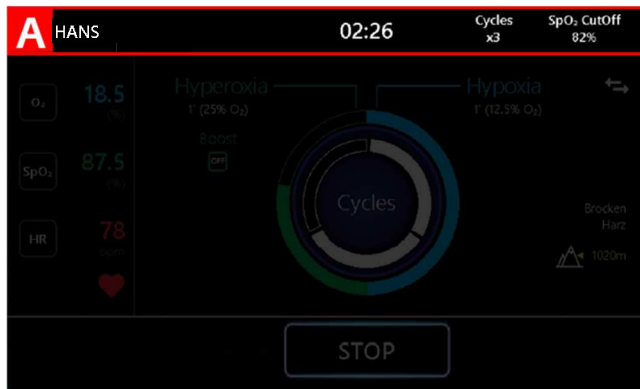 A HANS 02:26 Cycles x3 SpO₂ CutOff 82%
O₂ 18.5 (%)
SpO₂ 87.5 (%)
HR 78 bpm
Hyperoxia
1' (25% O₂)
Boost
OFF
Cycles
Hypoxia
1' (12.5% O₂)
Brocken
Harz
1020m
STOP